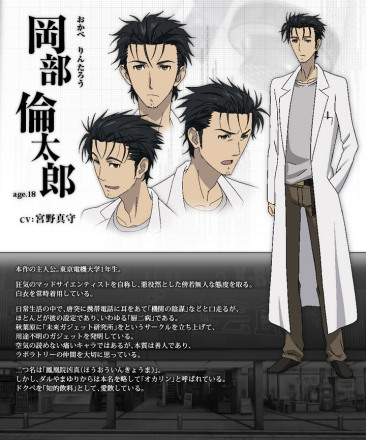 おかべ りんたろう
岡部 倫太郎
age.18
cv:宮野真守
本作の主人公。東京電機大学1年生。
狂気のマッドサイエンティストを自称し、悪役然とした傍若無人な態度を取る。
白衣を常時着用している。
日常生活の中で、唐突に携帯電話に耳をあて「機関の陰謀」などと口走るが、
ほとんどが彼の設定であり、いわゆる「厨二病」である。
秋葉原に「未来ガジェット研究所」をというサークルを立ち上げて、
用途不明のガジェットを発明している。
空気の読めない痛いキャラではあるが、本質は善人であり、
ラボラトリーの仲間を大切に思っている。
二つ名は「鳳凰院凶真(ほうおういんきょうま)」。
しかし、ダルやまゆりからは本名を略して「オカリン」と呼ばれている。
ドクペを「知的飲料」として、愛飲している。